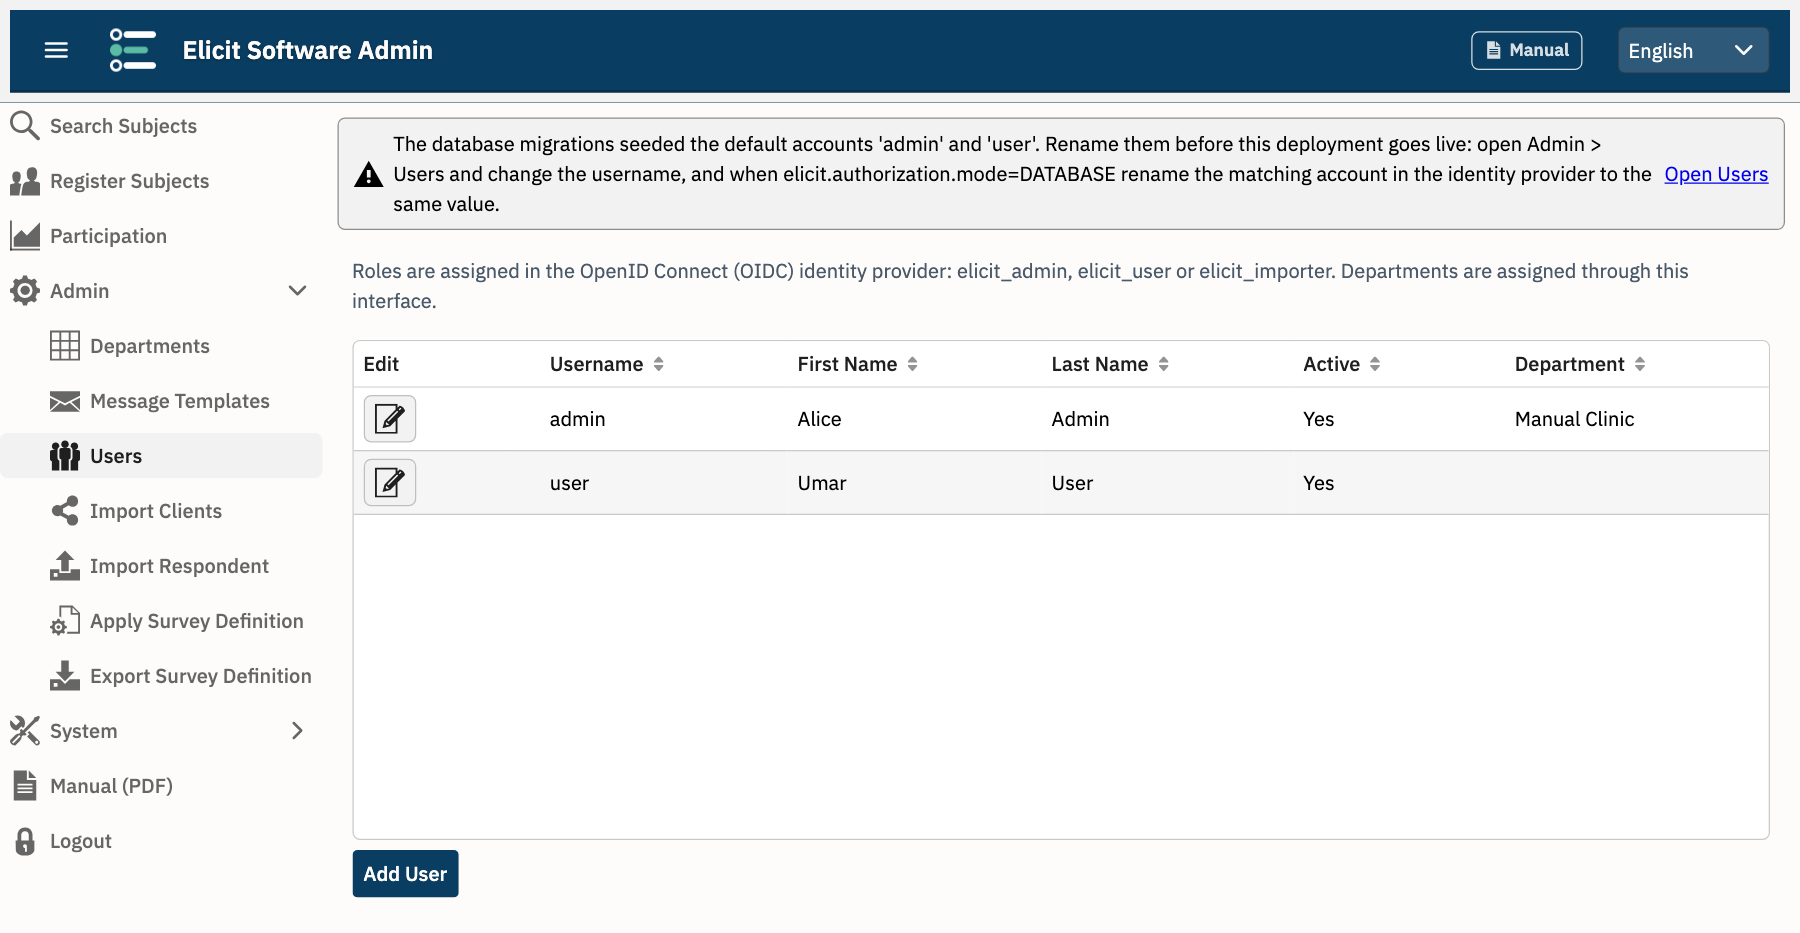 Elicit Software Admin
Manual
English
Search Subjects
Register Subjects
Participation
Admin
Departments
Message Templates
Users
Import Clients
Import Respondent
Apply Survey Definition
Export Survey Definition
System
Manual (PDF)
Logout
The database migrations seeded the default accounts 'admin' and 'user'. Rename them before this deployment goes live: open Admin >
Users and change the username, and when elicit.authorization.mode=DATABASE rename the matching account in the identity provider to the
same value.
Open Users
Roles are assigned in the OpenID Connect (OIDC) identity provider: elicit_admin, elicit_user or elicit_importer. Departments are assigned through this
interface.
Edit Username First Name Last Name Active Department
admin Alice Admin Yes Manual Clinic
user Umar User Yes
Add User